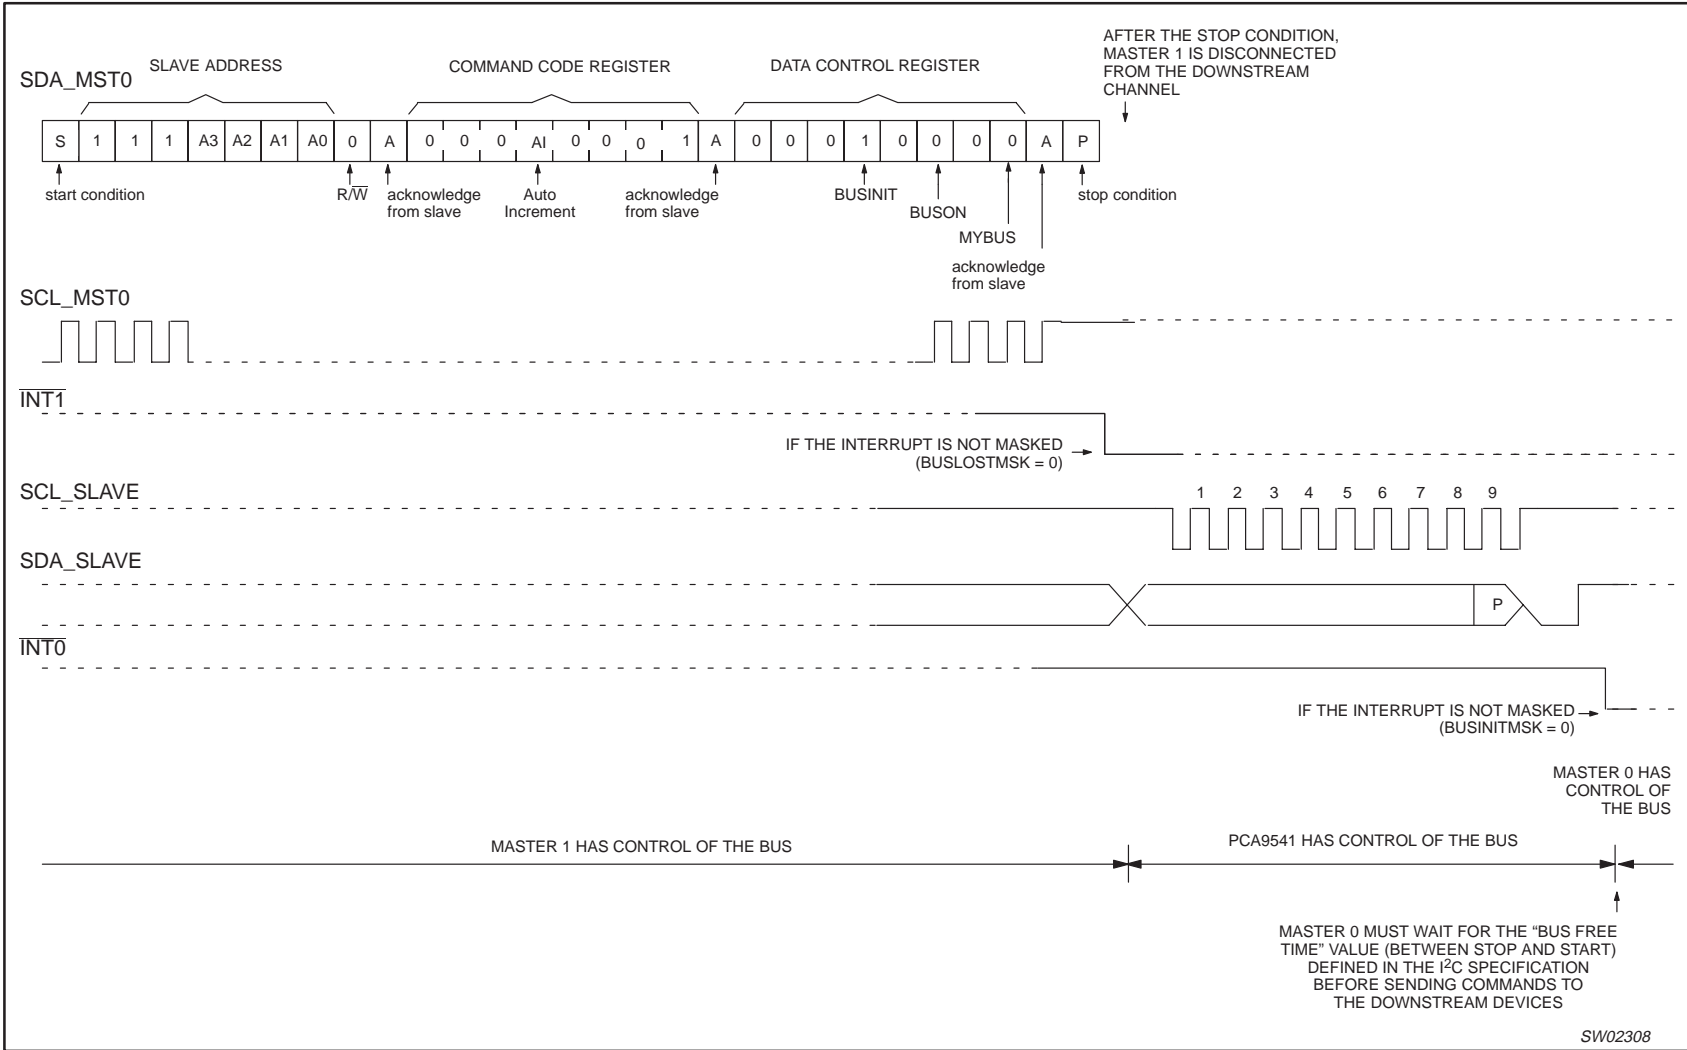 AFTER THE STOP CONDITION,
MASTER 1 IS DISCONNECTED
FROM THE DOWNSTREAM
CHANNEL
SLAVE ADDRESS
COMMAND CODE REGISTER
DATA CONTROL REGISTER
SDA_MST0
S 1 1 1 A3 A2 A1 A0 0 A 0 0 0 AI 0 0 0 1 A 0 0 0 1 0 0 0 0 A P
start condition
R/W̅
acknowledge
from slave
Auto
Increment
acknowledge
from slave
BUSINIT
BUSON
MYBUS
acknowledge
from slave
stop condition
SCL_MST0
I̅N̅T̅1̅
IF THE INTERRUPT IS NOT MASKED
(BUSLOSTMSK = 0)
SCL_SLAVE
1 2 3 4 5 6 7 8 9
SDA_SLAVE
P
I̅N̅T̅0̅
IF THE INTERRUPT IS NOT MASKED
(BUSINITMSK = 0)
MASTER 0 HAS
CONTROL OF
THE BUS
MASTER 1 HAS CONTROL OF THE BUS
PCA9541 HAS CONTROL OF THE BUS
MASTER 0 MUST WAIT FOR THE “BUS FREE
TIME” VALUE (BETWEEN STOP AND START)
DEFINED IN THE I²C SPECIFICATION
BEFORE SENDING COMMANDS TO
THE DOWNSTREAM DEVICES
SW02308